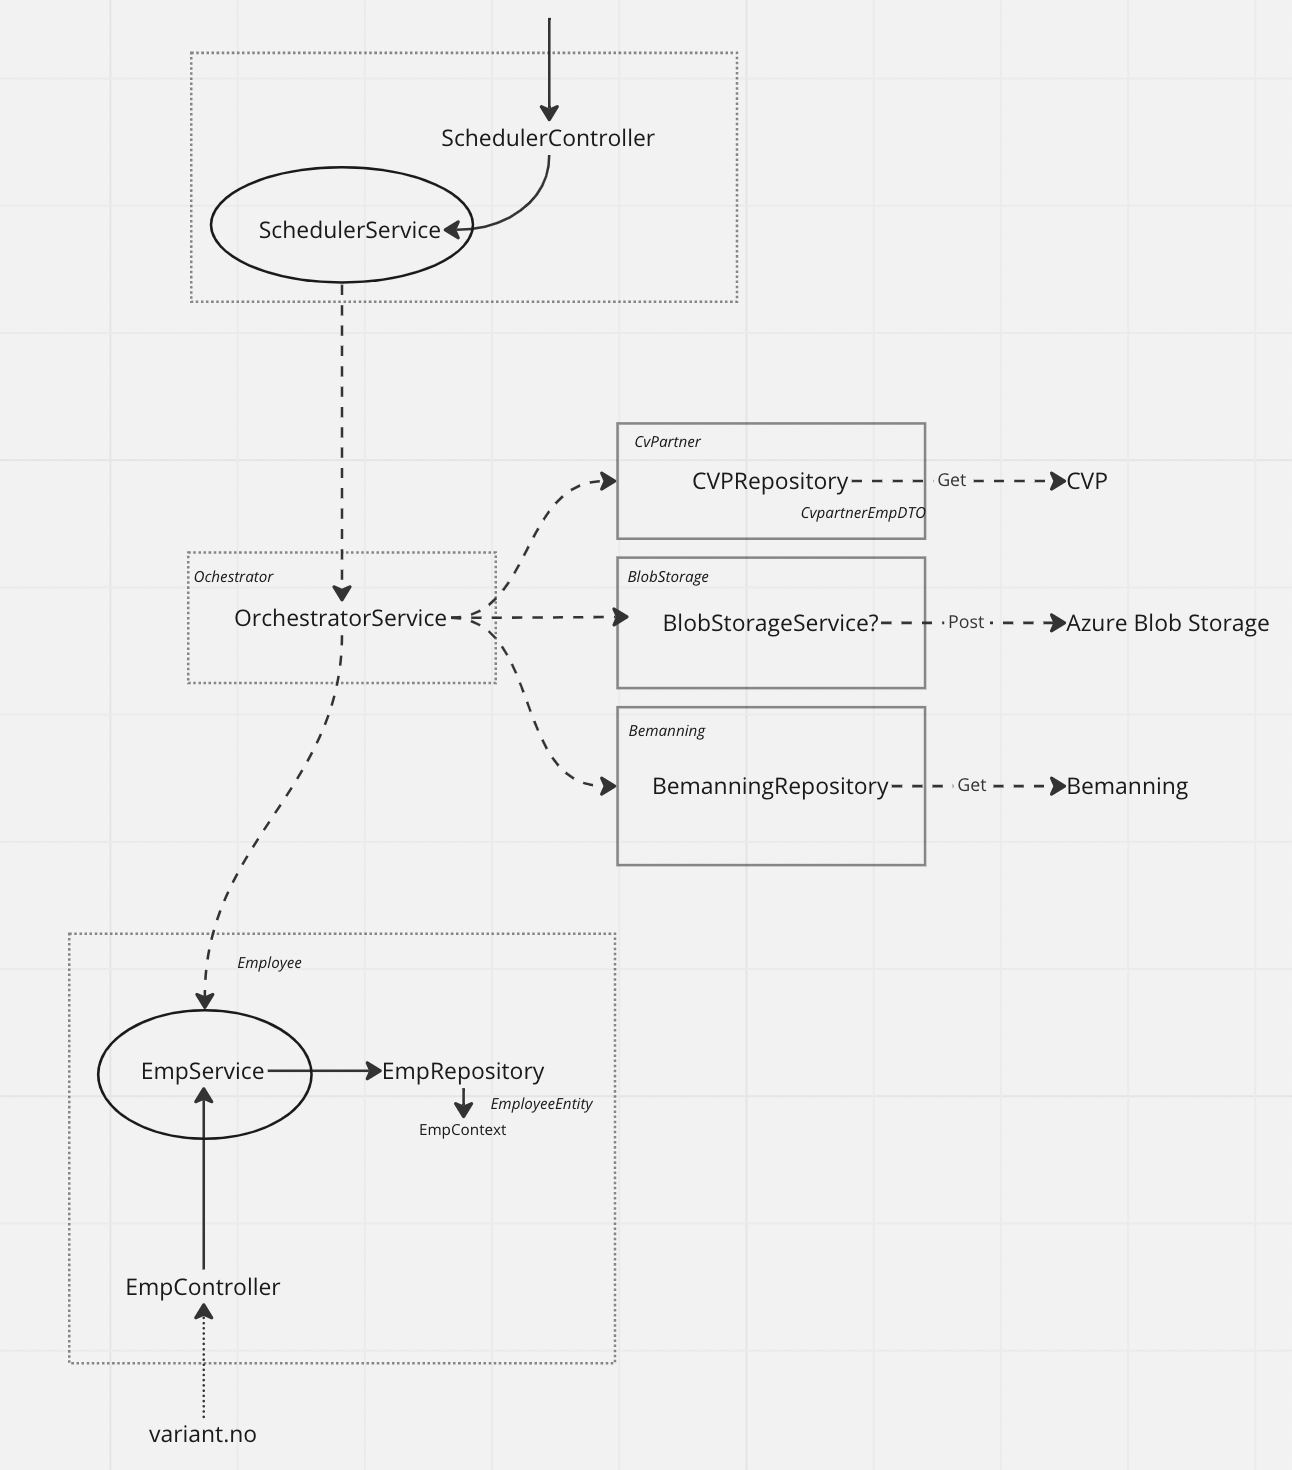 SchedulerController
SchedulerService
CvPartner
CVPRepository
Get
CVP
CvpartnerEmpDTO
Ochestrator
OrchestratorService
BlobStorage
BlobStorageService?
Post
Azure Blob Storage
Bemanning
BemanningRepository
Get
Bemanning
Employee
EmpService
EmpRepository
EmployeeEntity
EmpContext
EmpController
variant.no